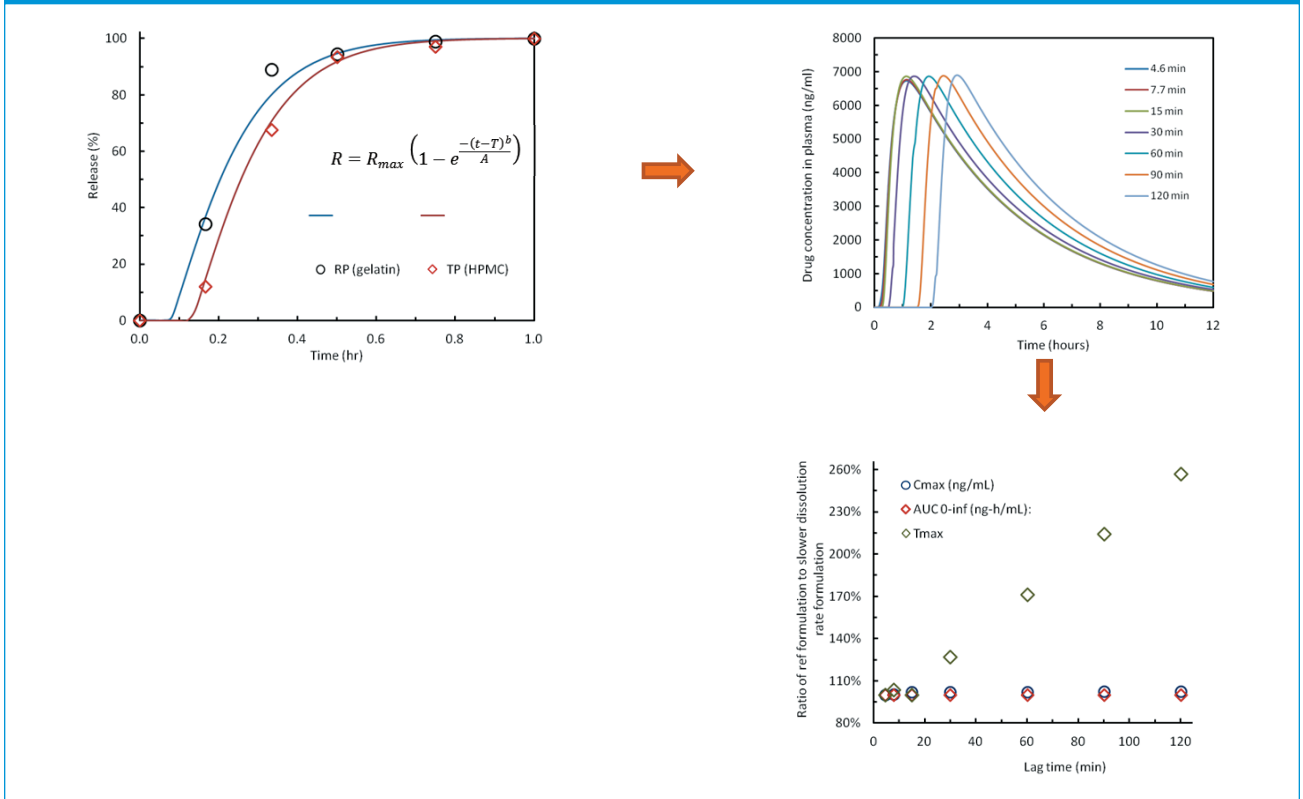 100
80
60
40
20
0
Release (%)
0.0
0.2
0.4
0.6
0.8
1.0
Time (hr)
R = R_max (1 − e^(−(t−T)^b / A))
RP (gelatin)
TP (HPMC)
8000
7000
6000
5000
4000
3000
2000
1000
0
Drug concentration in plasma (ng/ml)
0
2
4
6
8
10
12
Time (hours)
4.6 min
7.7 min
15 min
30 min
60 min
90 min
120 min
260%
230%
200%
170%
140%
110%
80%
Ratio of ref formulation to slower dissolution
rate formulation
Cmax (ng/mL)
AUC 0-inf (ng-h/mL):
Tmax
0
20
40
60
80
100
120
Lag time (min)